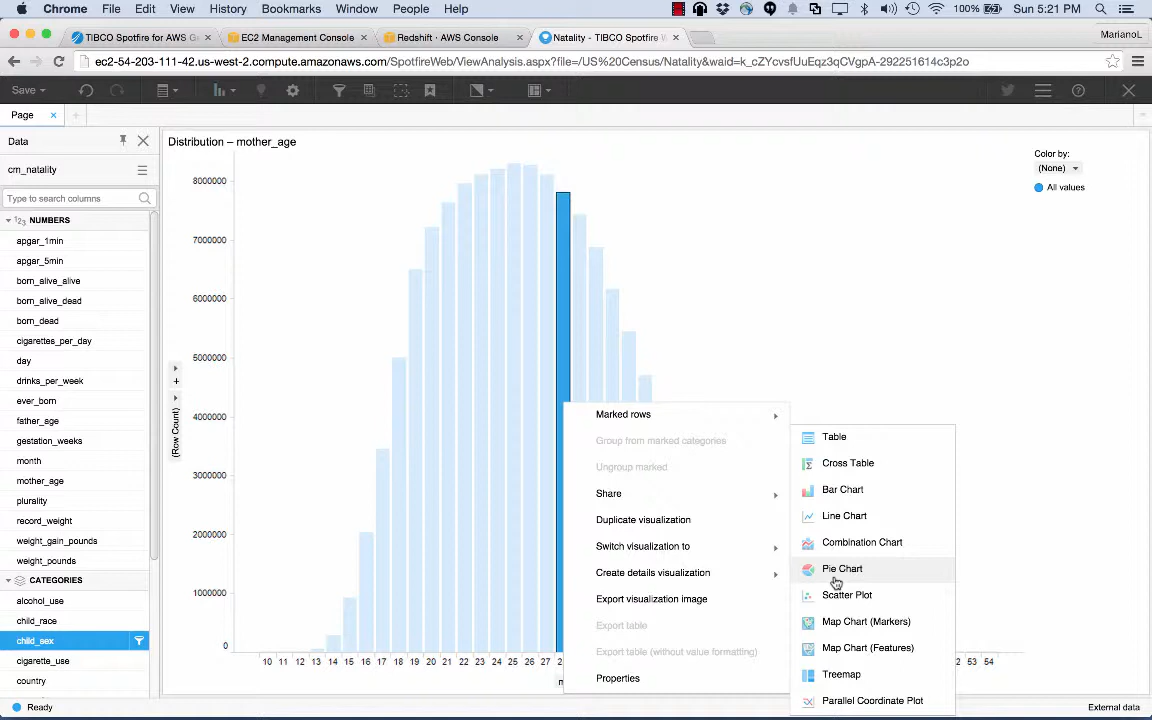 Chrome File Edit View History Bookmarks Window People Help 100% Sun 5:21 PM
TIBCO Spotfire for AWS G EC2 Management Console Redshift - AWS Console Natality - TIBCO Spotfire MarianoL
ec2-54-203-111-42.us-west-2.compute.amazonaws.com/SpotfireWeb/ViewAnalysis.aspx?file=/US%20Census/Natality&waid=k_cZYcvsfUuEqz3qCVgpA-292251614c3p2o
Save
Page
Data
cm_natality
Type to search columns
NUMBERS
apgar_1min
apgar_5min
born_alive_alive
born_alive_dead
born_dead
cigarettes_per_day
day
drinks_per_week
ever_born
father_age
gestation_weeks
month
mother_age
plurality
record_weight
weight_gain_pounds
weight_pounds
CATEGORIES
alcohol_use
child_race
child_sex
cigarette_use
country
Distribution – mother_age
8000000
7000000
6000000
5000000
4000000
3000000
2000000
1000000
0
(Row Count)
10 11 12 13 14 15 16 17 18 19 20 21 22 23 24 25 26 27 53 54
Color by:
(None)
All values
Marked rows
Group from marked categories
Ungroup marked
Share
Duplicate visualization
Switch visualization to
Create details visualization
Export visualization image
Export table
Export table (without value formatting)
Properties
Table
Cross Table
Bar Chart
Line Chart
Combination Chart
Pie Chart
Scatter Plot
Map Chart (Markers)
Map Chart (Features)
Treemap
Parallel Coordinate Plot
Ready External data